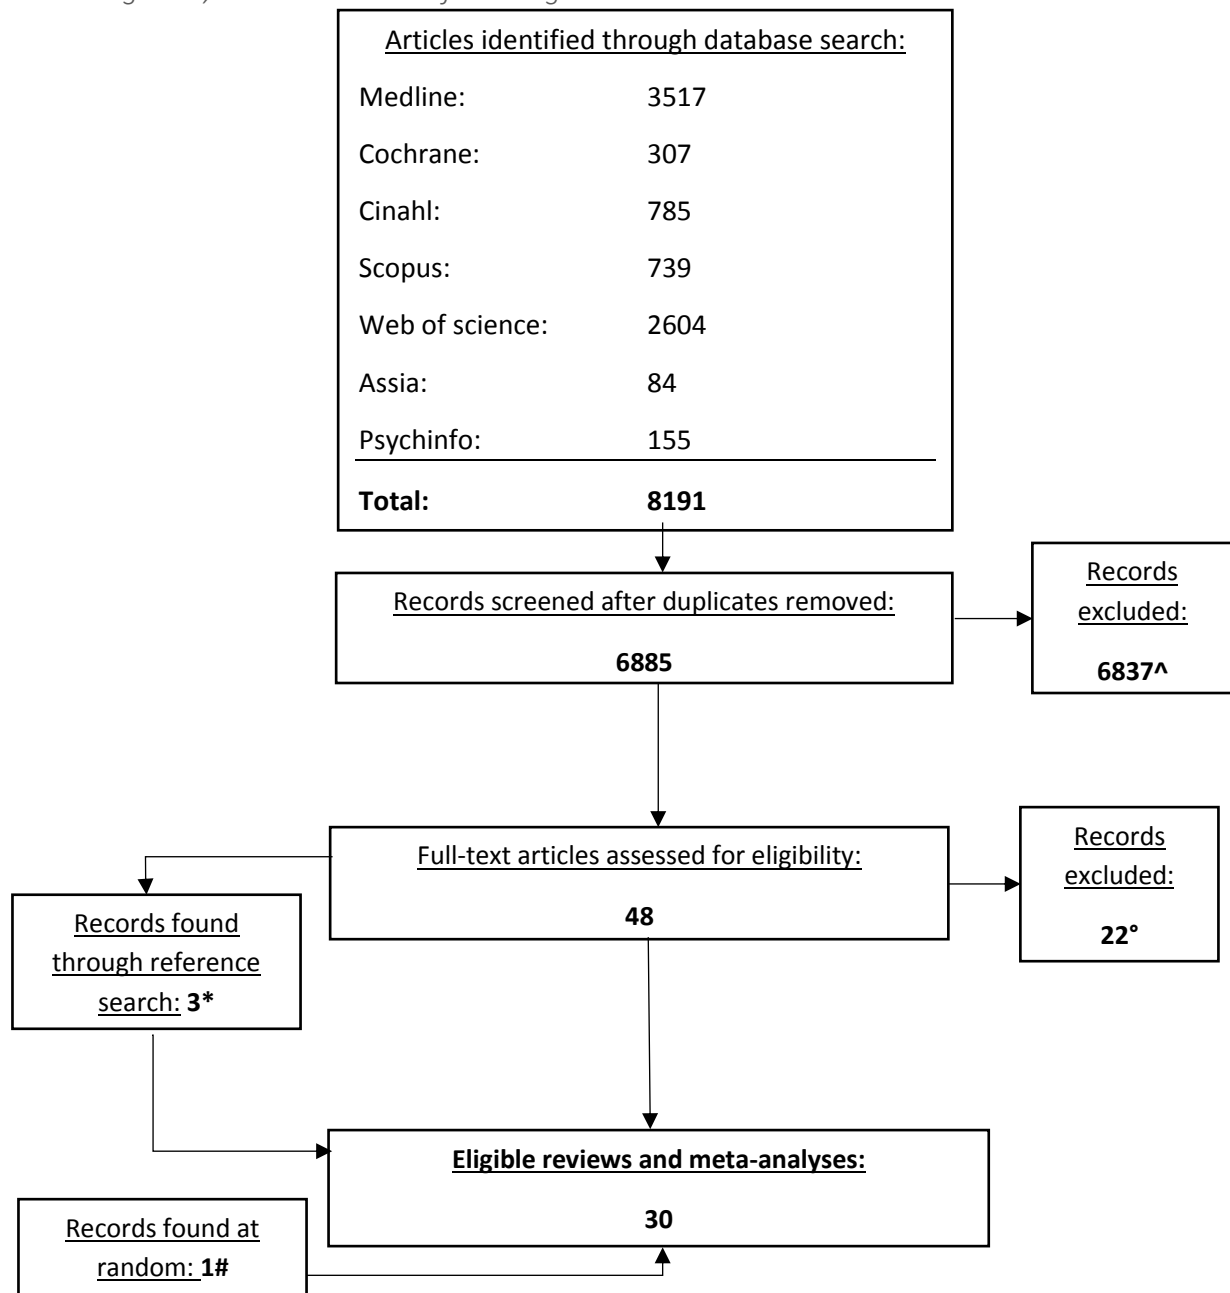 Articles identified through database search:
Medline: 3517
Cochrane: 307
Cinahl: 785
Scopus: 739
Web of science: 2604
Assia: 84
Psychinfo: 155
Total: 8191
Records screened after duplicates removed:
6885
Records
excluded:
6837^
Full-text articles assessed for eligibility:
48
Records
excluded:
22°
Records found
through reference
search: 3*
Eligible reviews and meta-analyses:
30
Records found at
random: 1#